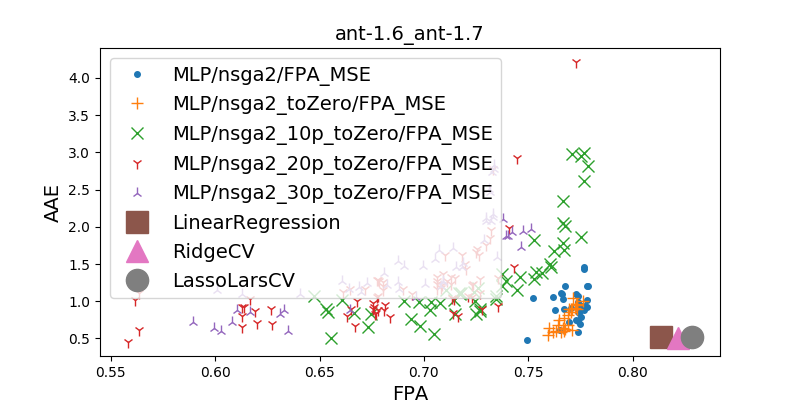 ant-1.6_ant-1.7
MLP/nsga2/FPA_MSE
MLP/nsga2_toZero/FPA_MSE
MLP/nsga2_10p_toZero/FPA_MSE
MLP/nsga2_20p_toZero/FPA_MSE
MLP/nsga2_30p_toZero/FPA_MSE
LinearRegression
RidgeCV
LassoLarsCV
AAE
4.0
3.5
3.0
2.5
2.0
1.5
1.0
0.5
0.55 0.60 0.65 0.70 0.75 0.80
FPA